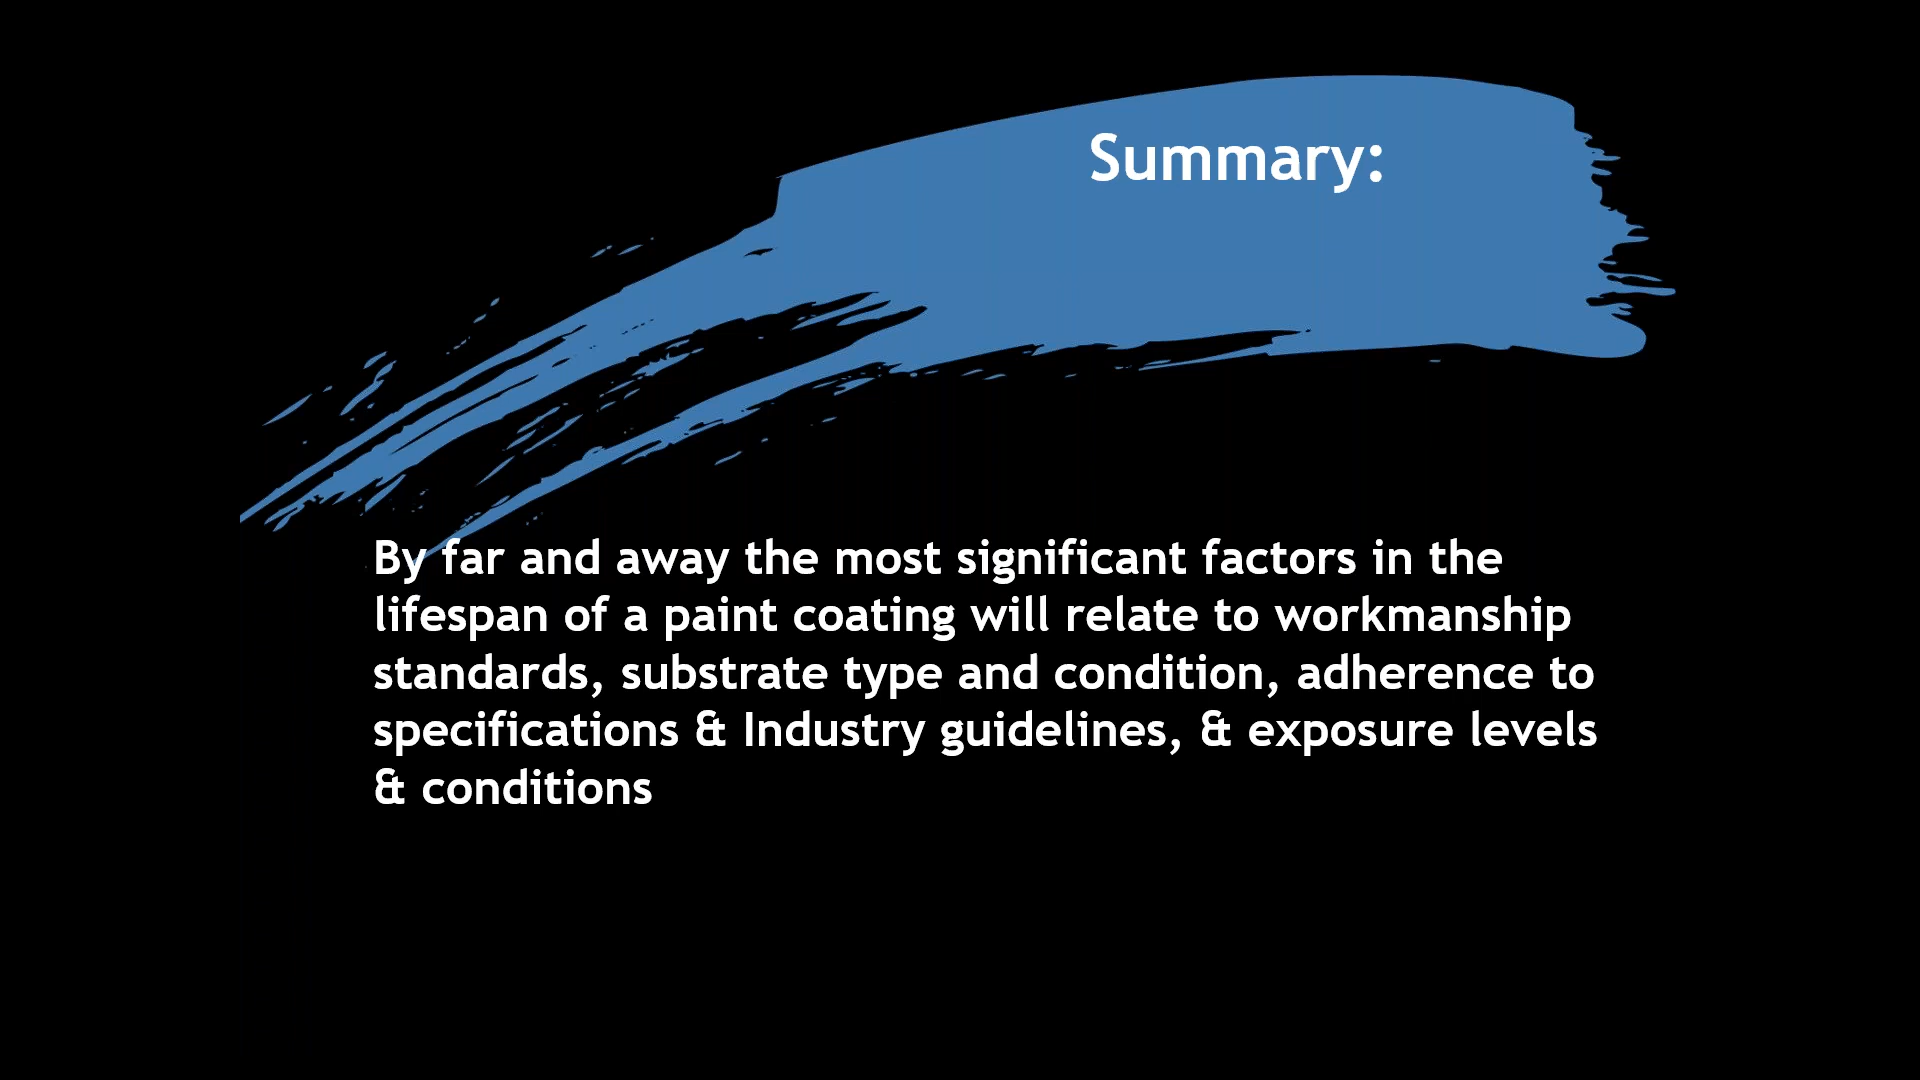 Summary:
By far and away the most significant factors in the
lifespan of a paint coating will relate to workmanship
standards, substrate type and condition, adherence to
specifications & Industry guidelines, & exposure levels
& conditions